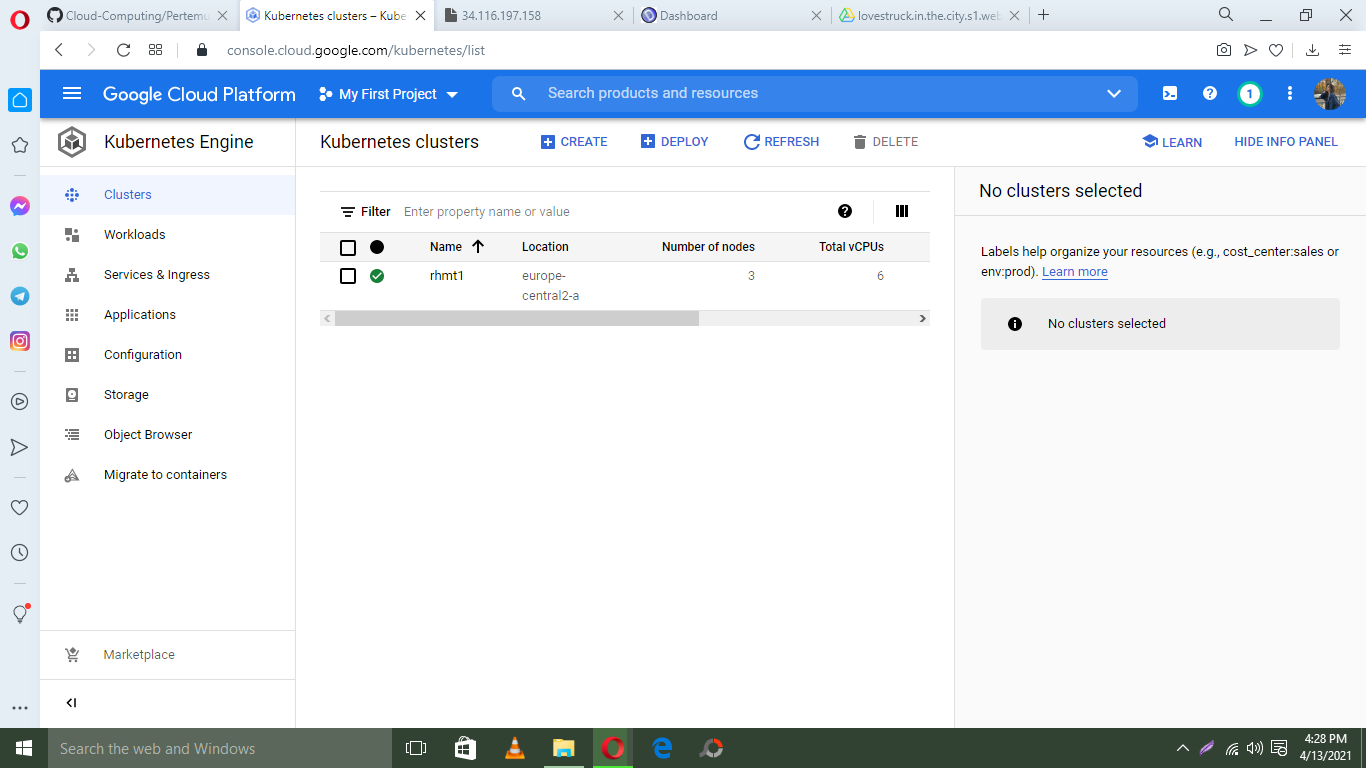 Cloud-Computing/Pertemu
Kubernetes clusters – Kube
34.116.197.158
Dashboard
lovestruck.in.the.city.s1.web
console.cloud.google.com/kubernetes/list
Google Cloud Platform
My First Project
Search products and resources
1
Kubernetes Engine
Kubernetes clusters
CREATE
DEPLOY
REFRESH
DELETE
LEARN
HIDE INFO PANEL
Clusters
Workloads
Services & Ingress
Applications
Configuration
Storage
Object Browser
Migrate to containers
Marketplace
Filter Enter property name or value
Name Location Number of nodes Total vCPUs
rhmt1 europe- 3 6
central2-a
No clusters selected
Labels help organize your resources (e.g., cost_center:sales or
env:prod). Learn more
No clusters selected
Search the web and Windows
4:28 PM
4/13/2021